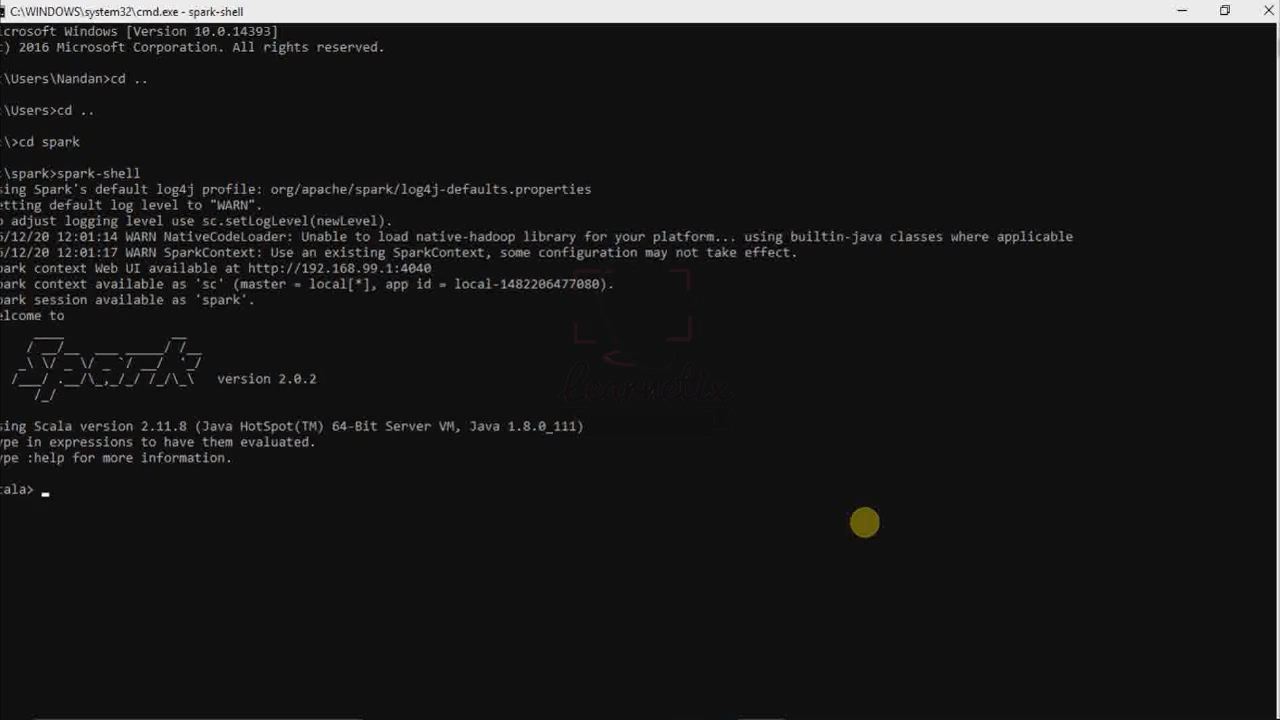 C:\WINDOWS\system32\cmd.exe - spark-shell
icrosoft Windows [Version 10.0.14393]
c) 2016 Microsoft Corporation. All rights reserved.
:\Users\Nandan>cd ..
:\Users>cd ..
:\>cd spark
:\spark>spark-shell
sing Spark's default log4j profile: org/apache/spark/log4j-defaults.properties
etting default log level to "WARN".
o adjust logging level use sc.setLogLevel(newLevel).
6/12/20 12:01:14 WARN NativeCodeLoader: Unable to load native-hadoop library for your platform... using builtin-java classes where applicable
6/12/20 12:01:17 WARN SparkContext: Use an existing SparkContext, some configuration may not take effect.
park context Web UI available at http://192.168.99.1:4040
park context available as 'sc' (master = local[*], app id = local-1482206477080).
park session available as 'spark'.
elcome to
Spark
version 2.0.2
sing Scala version 2.11.8 (Java HotSpot(TM) 64-Bit Server VM, Java 1.8.0_111)
ype in expressions to have them evaluated.
ype :help for more information.
cala>